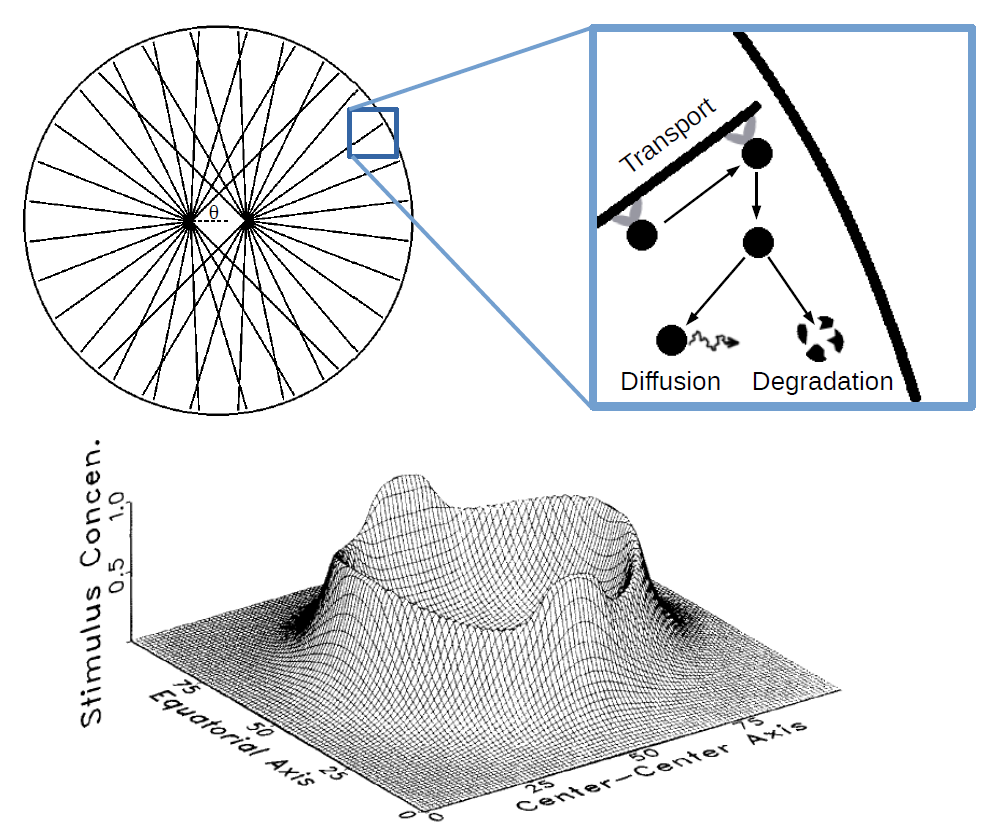 θ
Transport
Diffusion Degradation
Stimulus Concen.
1.0
0.5
75
50
25
0
Equatorial Axis
0
25
50
75
Center-Center Axis